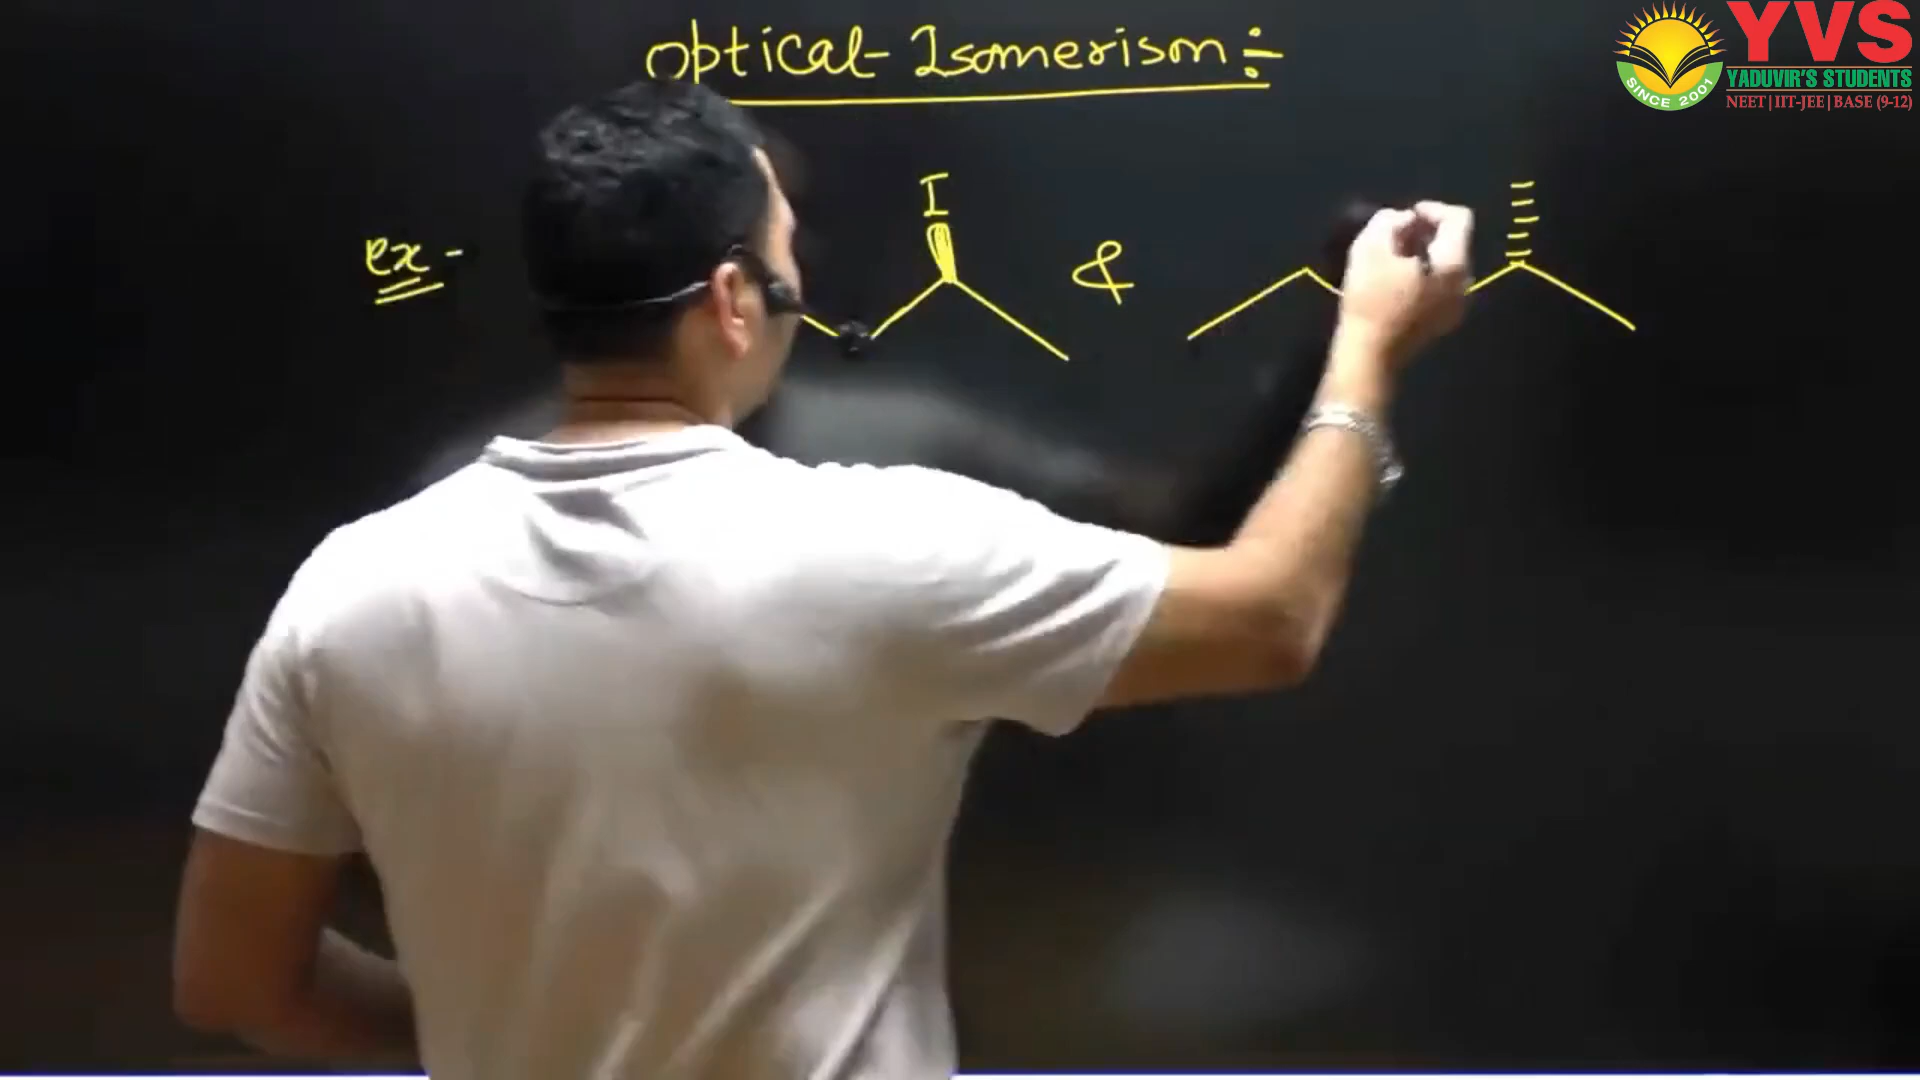 Optical-Isomerism ÷
YVS
YADUVIR'S STUDENTS
NEET | IIT-JEE | BASE (9-12)
SINCE 2001
I
ex -
&